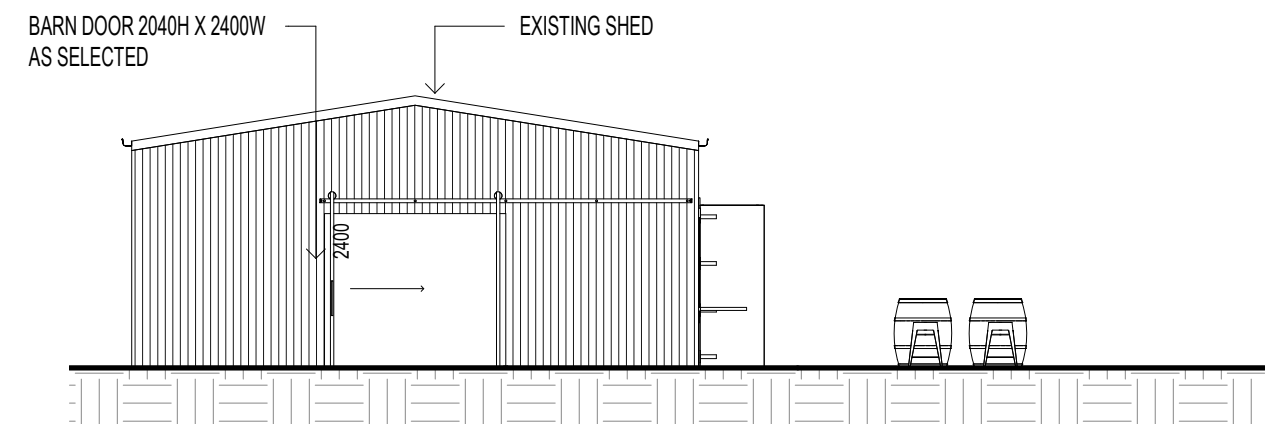 BARN DOOR 2040H X 2400W
AS SELECTED
EXISTING SHED
2400